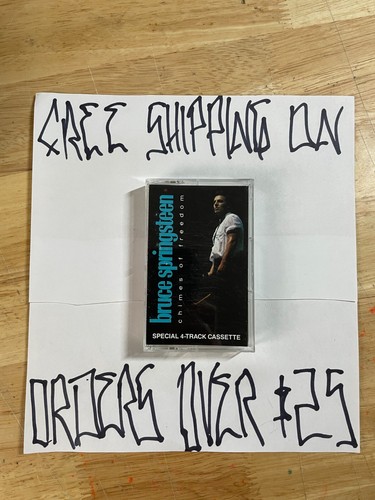 FREE SHIPPING ON
bruce springsteen
chimes of freedom
SPECIAL 4-TRACK CASSETTE
ORDERS OVER $25